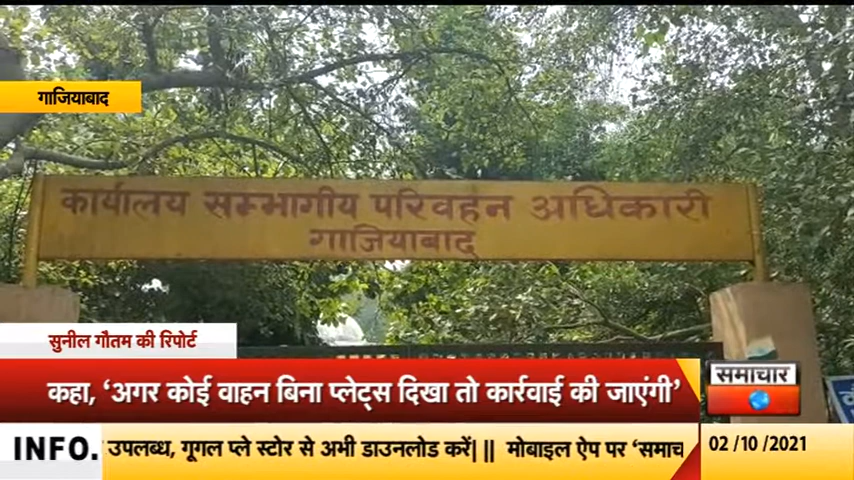 गाजियाबाद
कार्यालय सम्भागीय परिवहन अधिकारी
गाजियाबाद
सुनील गौतम की रिपोर्ट
कहा, 'अगर कोई वाहन बिना प्लेट्स दिखा तो कार्रवाई की जाएंगी'
समाचार
INFO.
उपलब्ध, गूगल प्ले स्टोर से अभी डाउनलोड करें| || मोबाइल ऐप पर 'समाच
02/10/2021